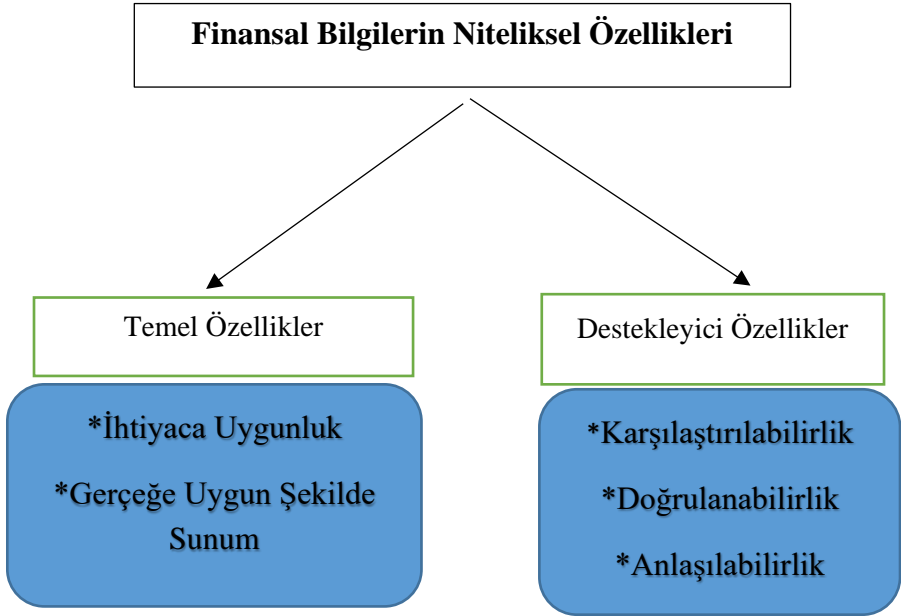 Finansal Bilgilerin Niteliksel Özellikleri
Temel Özellikler
*İhtiyaca Uygunluk
*Gerçeğe Uygun Şekilde
Sunum
Destekleyici Özellikler
*Karşılaştırılabilirlik
*Doğrulanabilirlik
*Anlaşılabilirlik